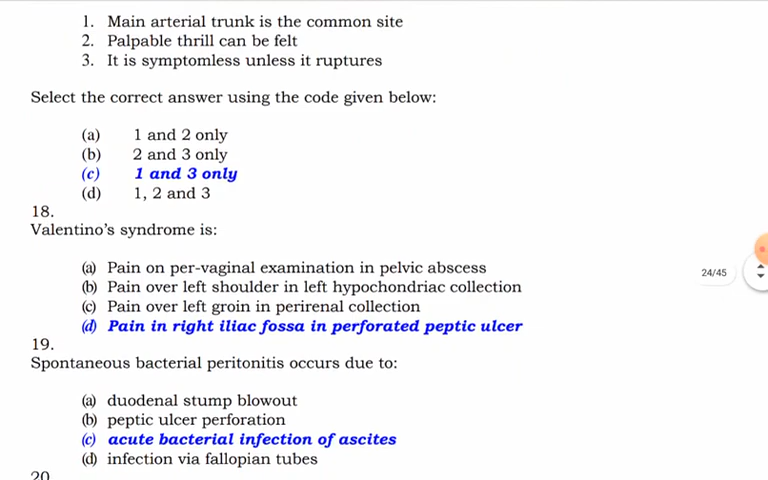 1. Main arterial trunk is the common site
2. Palpable thrill can be felt
3. It is symptomless unless it ruptures
Select the correct answer using the code given below:
(a) 1 and 2 only
(b) 2 and 3 only
(c) 1 and 3 only
(d) 1, 2 and 3
18.
Valentino's syndrome is:
(a) Pain on per-vaginal examination in pelvic abscess
(b) Pain over left shoulder in left hypochondriac collection
(c) Pain over left groin in perirenal collection
24/45
(d) Pain in right iliac fossa in perforated peptic ulcer
19.
Spontaneous bacterial peritonitis occurs due to:
(a) duodenal stump blowout
(b) peptic ulcer perforation
(c) acute bacterial infection of ascites
(d) infection via fallopian tubes
20.